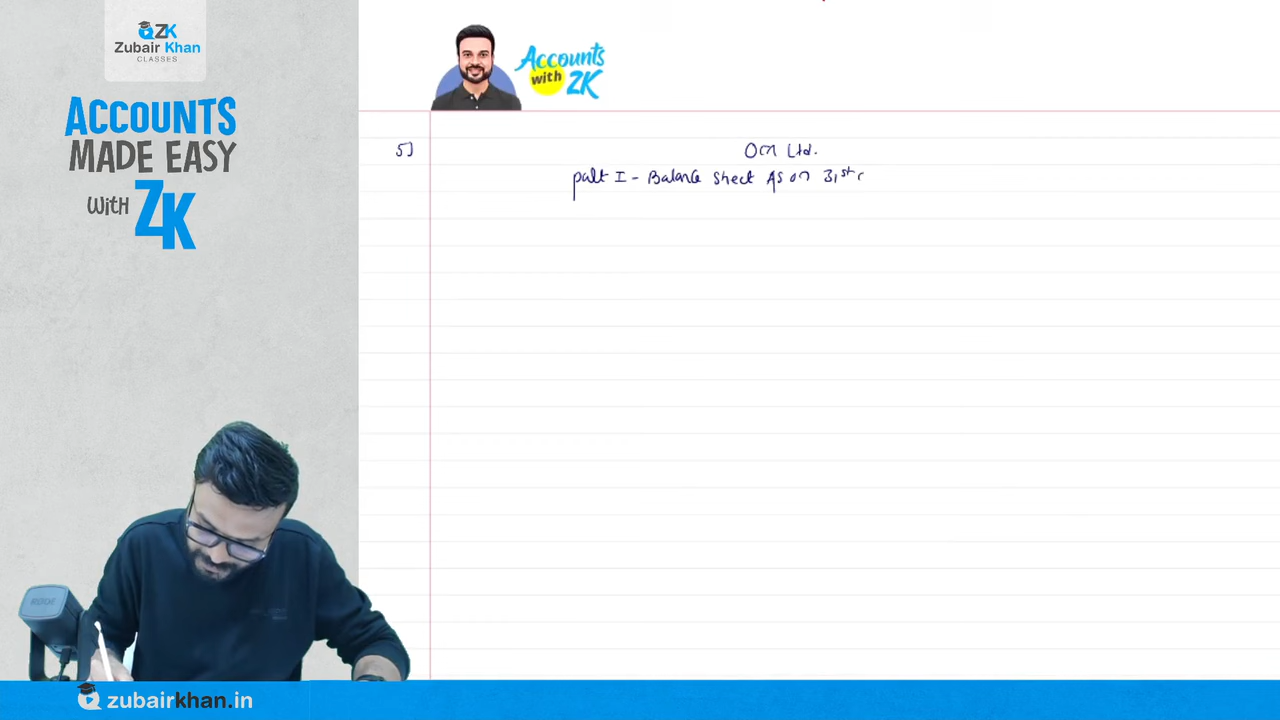 ZK
Zubair Khan
CLASSES
ACCOUNTS
MADE EASY
WITH ZK
Accounts
with
ZK
5)
Om Ltd.
Part I - Balance Sheet As on 31st
zubairkhan.in